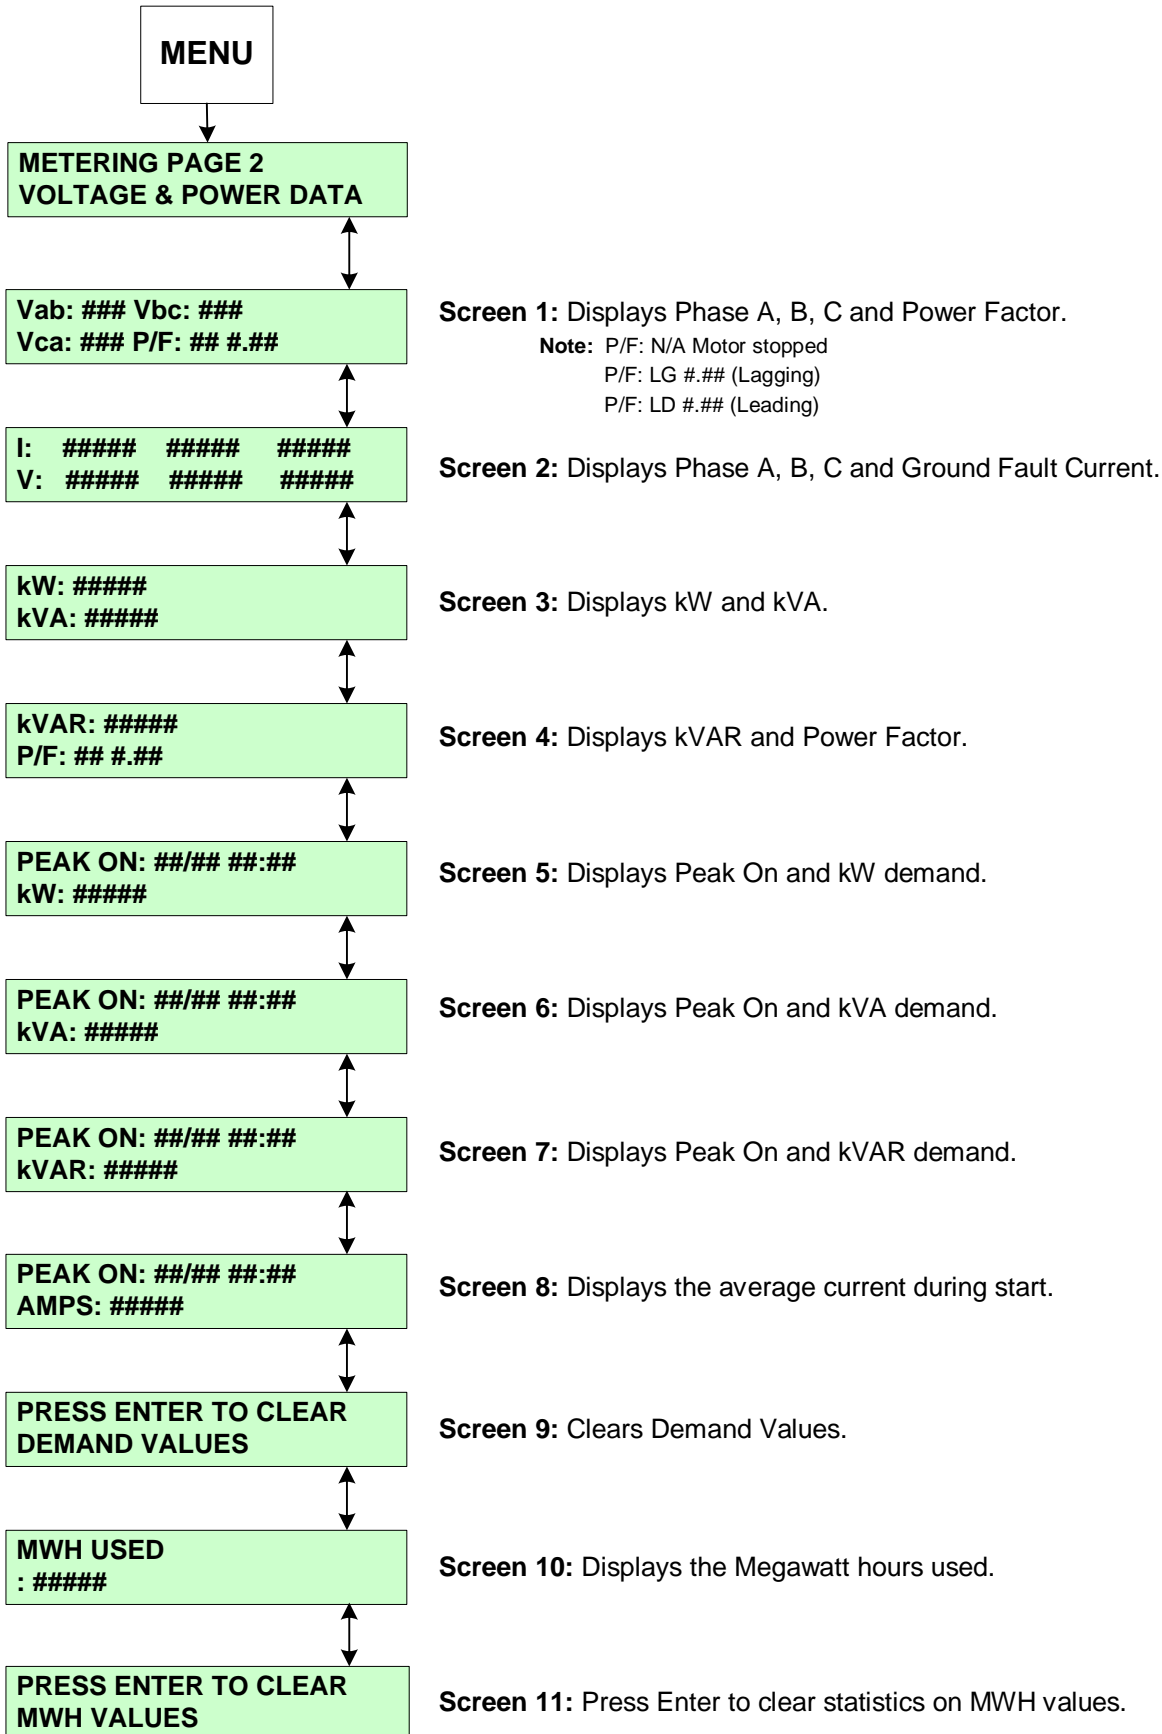 MENU
METERING PAGE 2
VOLTAGE & POWER DATA
Vab: ### Vbc: ###
Vca: ### P/F: ## #.##
Screen 1: Displays Phase A, B, C and Power Factor.
Note: P/F: N/A Motor stopped
P/F: LG #.## (Lagging)
P/F: LD #.## (Leading)
I: ##### ##### #####
V: ##### ##### #####
Screen 2: Displays Phase A, B, C and Ground Fault Current.
kW: #####
kVA: #####
Screen 3: Displays kW and kVA.
kVAR: #####
P/F: ## #.##
Screen 4: Displays kVAR and Power Factor.
PEAK ON: ##/## ##:##
kW: #####
Screen 5: Displays Peak On and kW demand.
PEAK ON: ##/## ##:##
kVA: #####
Screen 6: Displays Peak On and kVA demand.
PEAK ON: ##/## ##:##
kVAR: #####
Screen 7: Displays Peak On and kVAR demand.
PEAK ON: ##/## ##:##
AMPS: #####
Screen 8: Displays the average current during start.
PRESS ENTER TO CLEAR
DEMAND VALUES
Screen 9: Clears Demand Values.
MWH USED
: #####
Screen 10: Displays the Megawatt hours used.
PRESS ENTER TO CLEAR
MWH VALUES
Screen 11: Press Enter to clear statistics on MWH values.